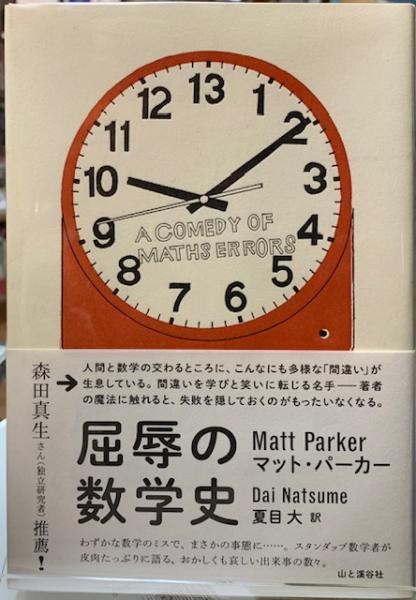 13
12
1
11
2
10
3
9
4
8
5
7
6
A COMEDY OF
MATHS ERRORS
森田真生さん(独立研究者)推薦!
→人間と数学の交わるところに、こんなにも多様な「間違い」が
生息している。間違いを学びと笑いに転じる名手――著者
の魔法に触れると、失敗を隠しておくのがもったいなくなる。
屈辱の
数学史
Matt Parker
マット・パーカー
Dai Natsume
夏目大 訳
わずかな数学のミスで、まさかの事態に……。スタンダップ数学者が
皮肉たっぷりに語る、おかしくも哀しい出来事の数々。
山と溪谷社